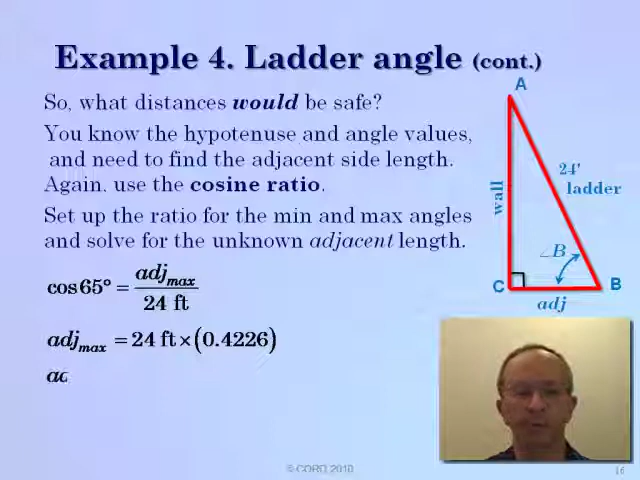 Example 4. Ladder angle (cont.)
So, what distances would be safe?
You know the hypotenuse and angle values,
and need to find the adjacent side length.
Again, use the cosine ratio.
Set up the ratio for the min and max angles
and solve for the unknown adjacent length.
cos65° = adj_max / 24 ft
adj_max = 24 ft × (0.4226)
ad
A
24'
ladder
wall
∠B
C
B
adj
© CORD 2010
16